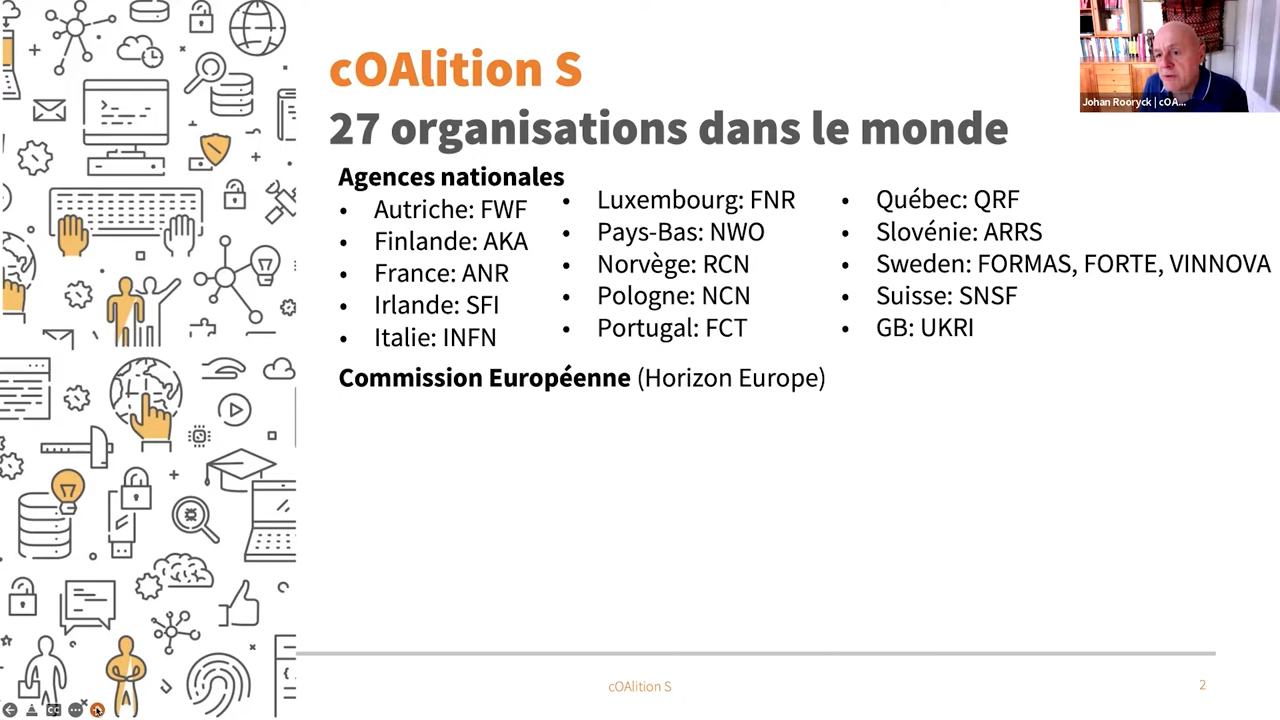 cOAlition S
27 organisations dans le monde
Agences nationales
• Autriche: FWF
• Finlande: AKA
• France: ANR
• Irlande: SFI
• Italie: INFN
• Luxembourg: FNR
• Pays-Bas: NWO
• Norvège: RCN
• Pologne: NCN
• Portugal: FCT
• Québec: QRF
• Slovénie: ARRS
• Sweden: FORMAS, FORTE, VINNOVA
• Suisse: SNSF
• GB: UKRI
Commission Européenne (Horizon Europe)
Johan Rooryck | cOA...
cOAlition S
2
CC